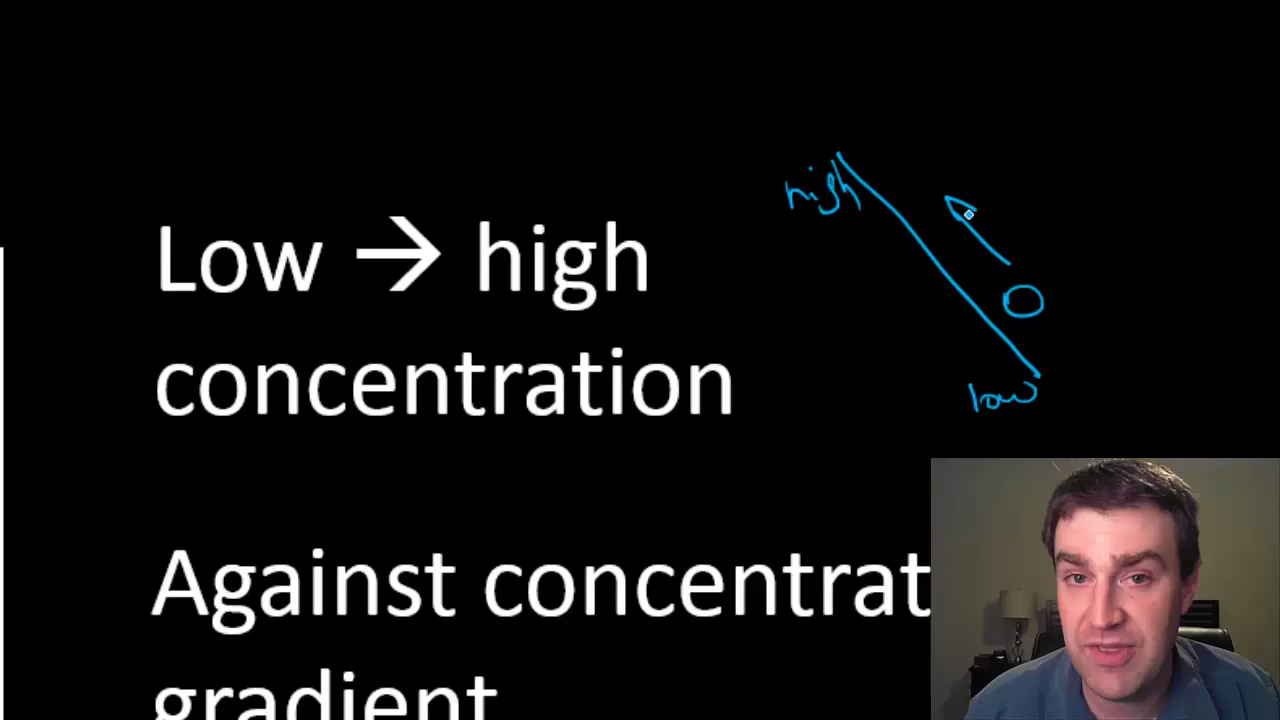 high
Low → high
concentration
low
Against concentrat
gradient